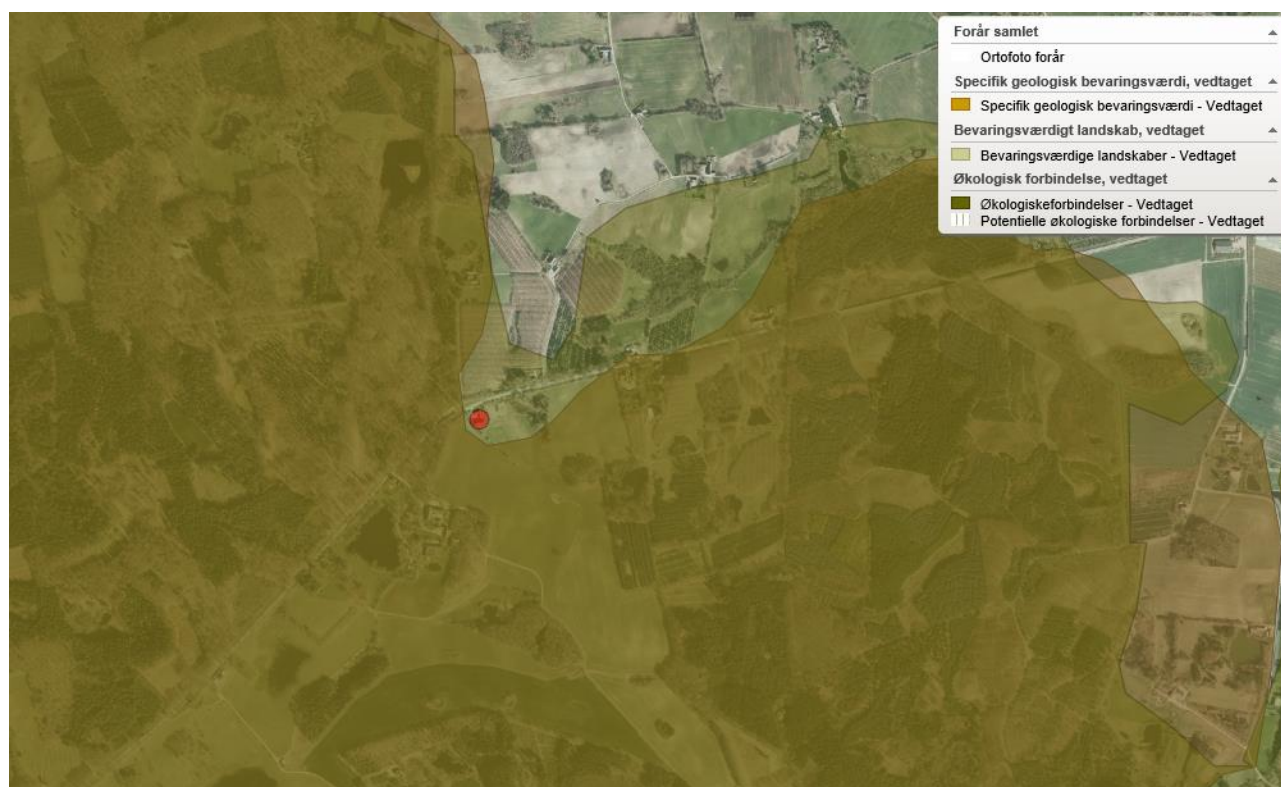 Forår samlet
Ortofoto forår
Specifik geologisk bevaringsværdi, vedtaget
Specifik geologisk bevaringsværdi - Vedtaget
Bevaringsværdigt landskab, vedtaget
Bevaringsværdige landskaber - Vedtaget
Økologisk forbindelse, vedtaget
Økologiskeforbindelser - Vedtaget
Potentielle økologiske forbindelser - Vedtaget